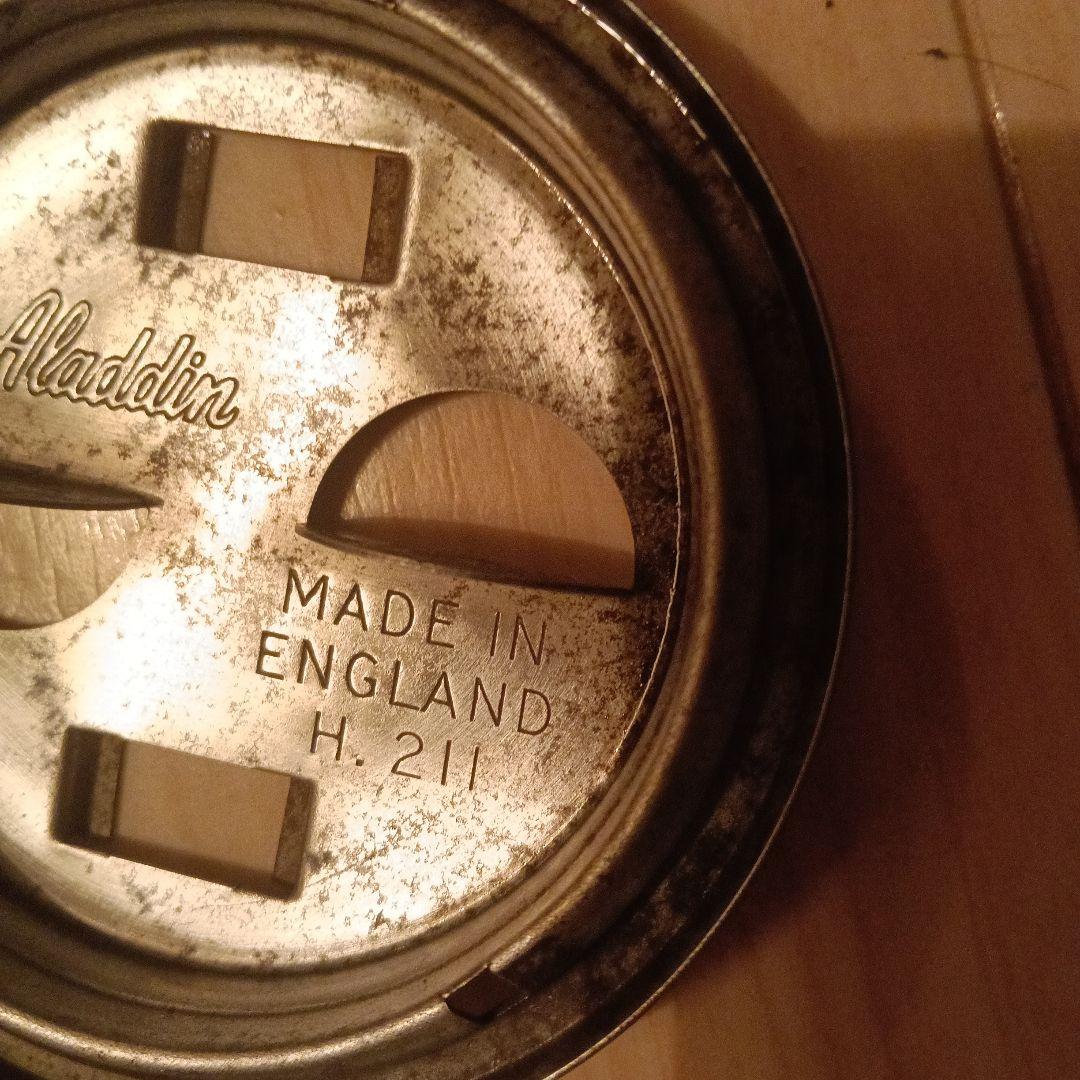 Aladdin
MADE IN
ENGLAND
H. 211